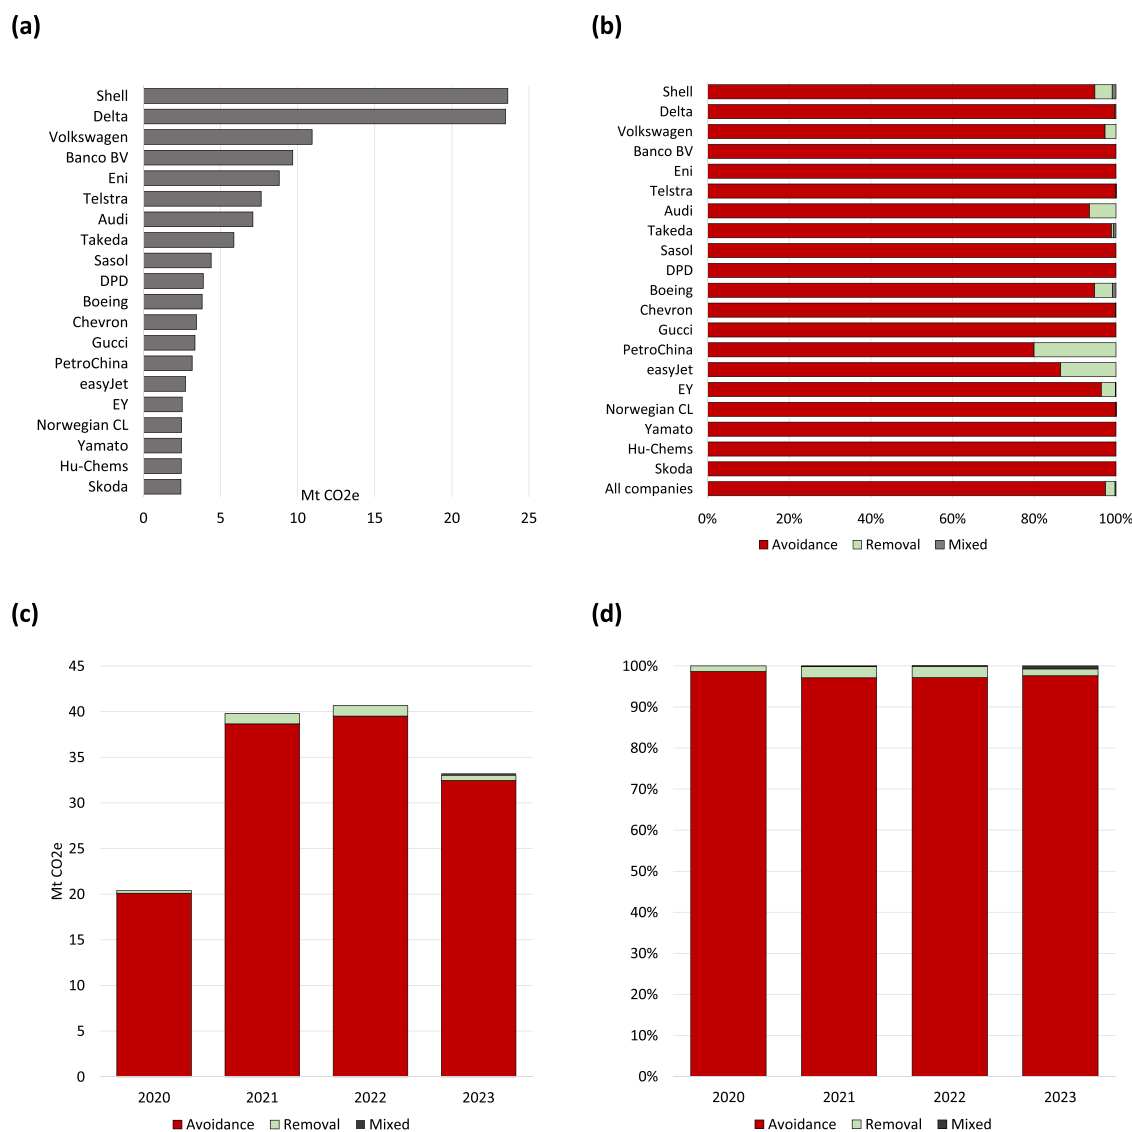 (a)
Shell
Delta
Volkswagen
Banco BV
Eni
Telstra
Audi
Takeda
Sasol
DPD
Boeing
Chevron
Gucci
PetroChina
easyJet
EY
Norwegian CL
Yamato
Hu-Chems
Skoda
Mt CO2e
0 5 10 15 20 25
(b)
Shell
Delta
Volkswagen
Banco BV
Eni
Telstra
Audi
Takeda
Sasol
DPD
Boeing
Chevron
Gucci
PetroChina
easyJet
EY
Norwegian CL
Yamato
Hu-Chems
Skoda
All companies
0% 20% 40% 60% 80% 100%
Avoidance Removal Mixed
(c)
45
40
35
30
25
20
15
10
5
0
Mt CO2e
2020 2021 2022 2023
Avoidance Removal Mixed
(d)
100%
90%
80%
70%
60%
50%
40%
30%
20%
10%
0%
2020 2021 2022 2023
Avoidance Removal Mixed